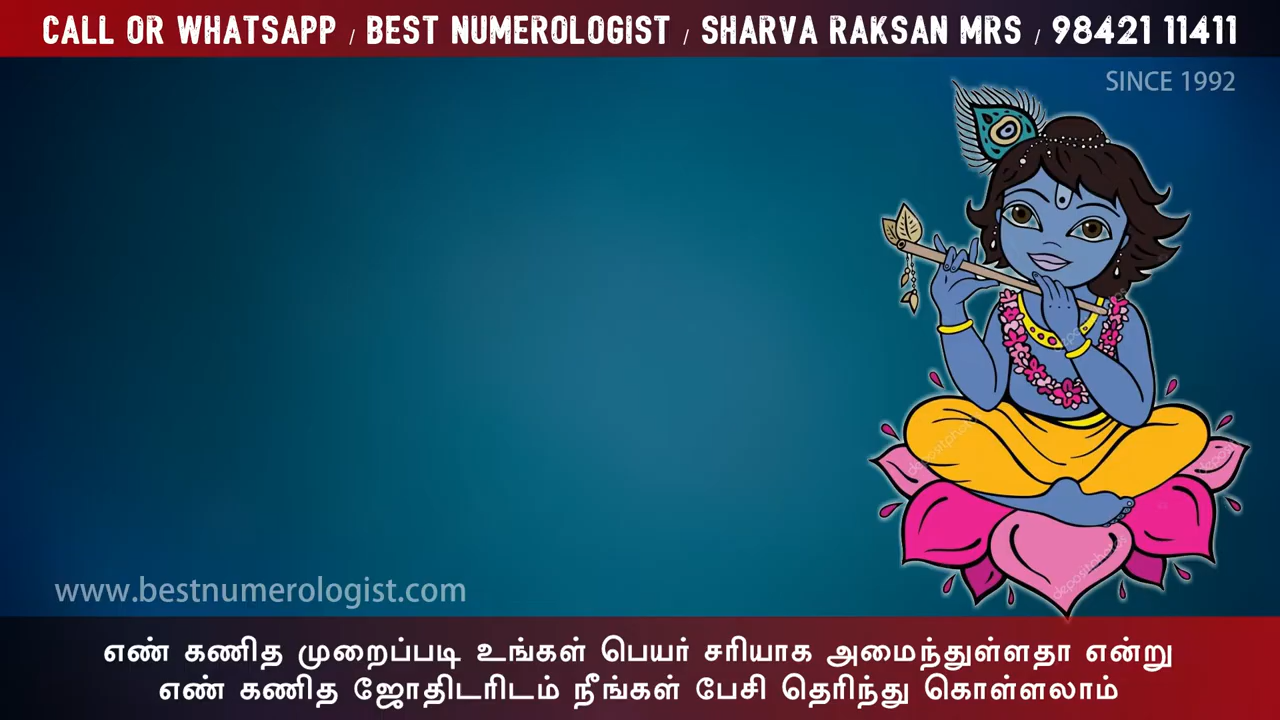 CALL OR WHATSAPP / BEST NUMEROLOGIST / SHARVA RAKSAN MRS / 98421 11411
SINCE 1992
www.bestnumerologist.com
எண் கணித முறைப்படி உங்கள் பெயர் சரியாக அமைந்துள்ளதா என்று
எண் கணித ஜோதிடரிடம் நீங்கள் பேசி தெரிந்து கொள்ளலாம்